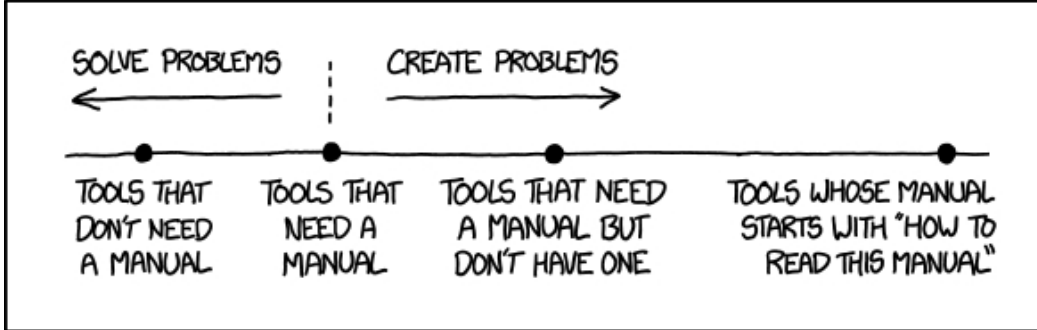 SOLVE PROBLEMS
CREATE PROBLEMS
TOOLS THAT
DON'T NEED
A MANUAL
TOOLS THAT
NEED A
MANUAL
TOOLS THAT NEED
A MANUAL BUT
DON'T HAVE ONE
TOOLS WHOSE MANUAL
STARTS WITH "HOW TO
READ THIS MANUAL"